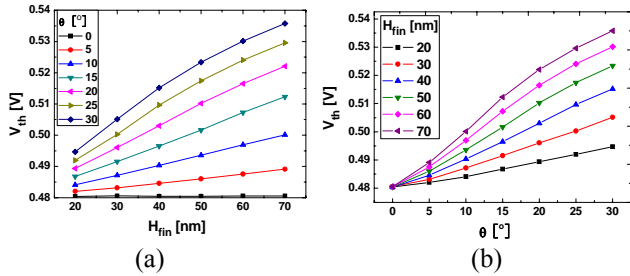 (a)
θ [°]
0
5
10
15
20
25
30
V_th [V]
0.54
0.53
0.52
0.51
0.50
0.49
0.48
20 30 40 50 60 70
H_fin [nm]
(b)
H_fin [nm]
20
30
40
50
60
70
V_th [V]
0.54
0.53
0.52
0.51
0.50
0.49
0.48
0 5 10 15 20 25 30
θ [°]
(a) (b)